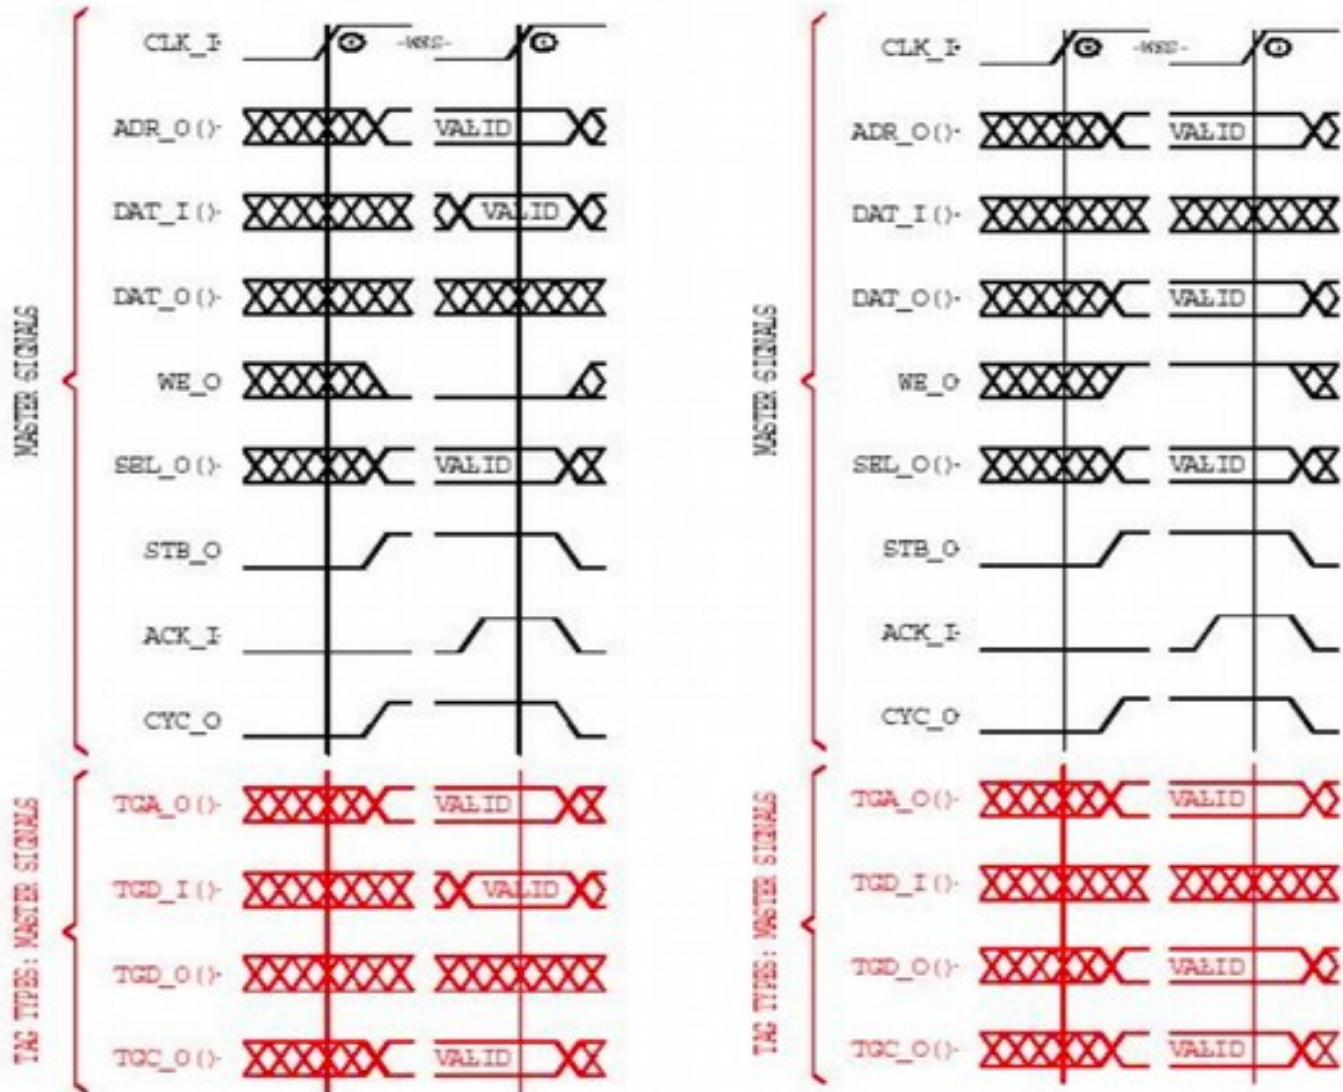 MASTER SIGNALS
CLK_I
-WSS-
ADR_O()
VALID
DAT_I()
VALID
DAT_O()
WE_O
SEL_O()
VALID
STB_O
ACK_I
CYC_O
TAG TYPES: MASTER SIGNALS
TGA_O()
VALID
TGD_I()
VALID
TGD_O()
TGC_O()
VALID
MASTER SIGNALS
CLK_I
-WSS-
ADR_O()
VALID
DAT_I()
DAT_O()
VALID
WE_O
SEL_O()
VALID
STB_O
ACK_I
CYC_O
TAG TYPES: MASTER SIGNALS
TGA_O()
VALID
TGD_I()
TGD_O()
VALID
TGC_O()
VALID